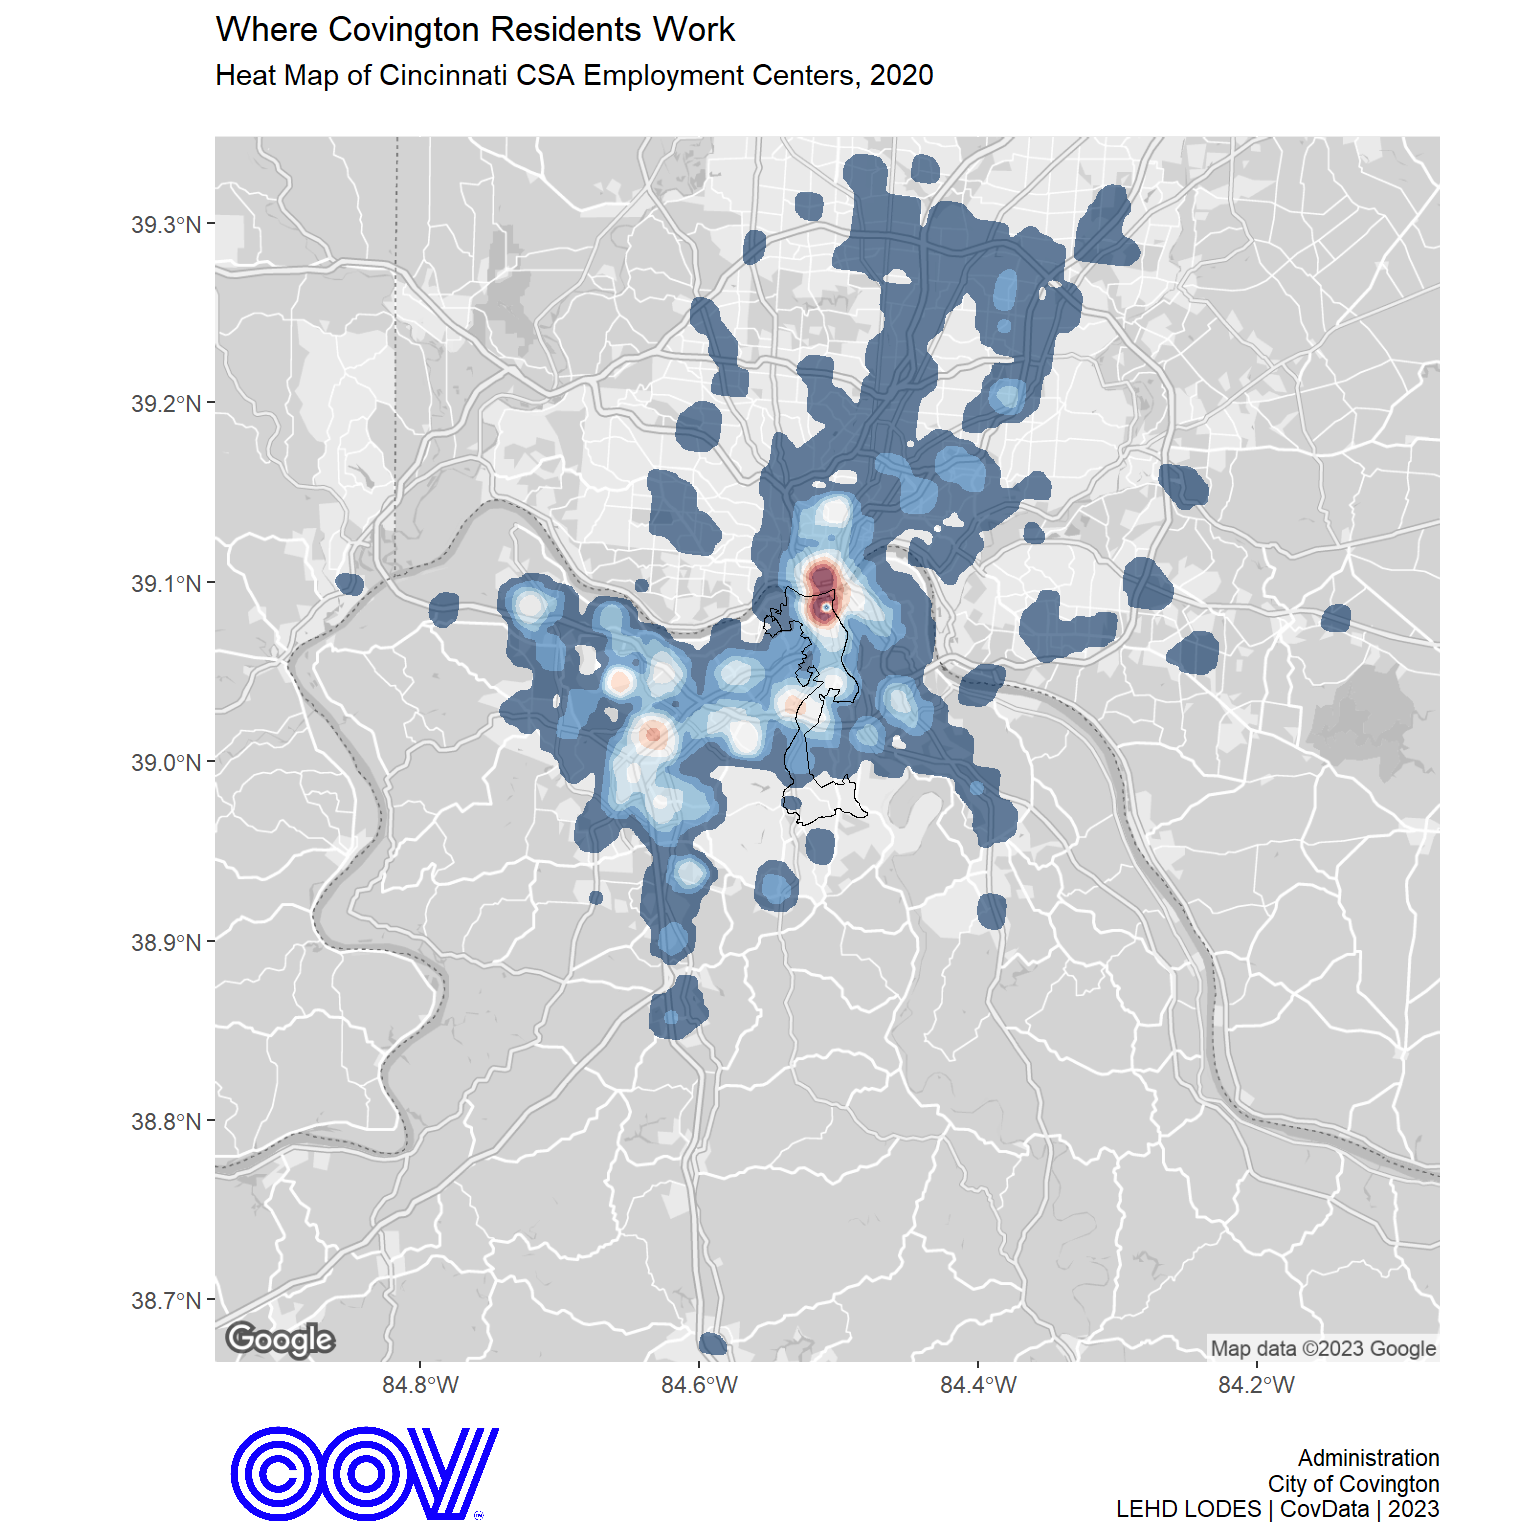 Where Covington Residents Work
Heat Map of Cincinnati CSA Employment Centers, 2020
39.3°N
39.2°N
39.1°N
39.0°N
38.9°N
38.8°N
38.7°N
Google
Map data ©2023 Google
84.8°W
84.6°W
84.4°W
84.2°W
COV
Administration
City of Covington
LEHD LODES | CovData | 2023